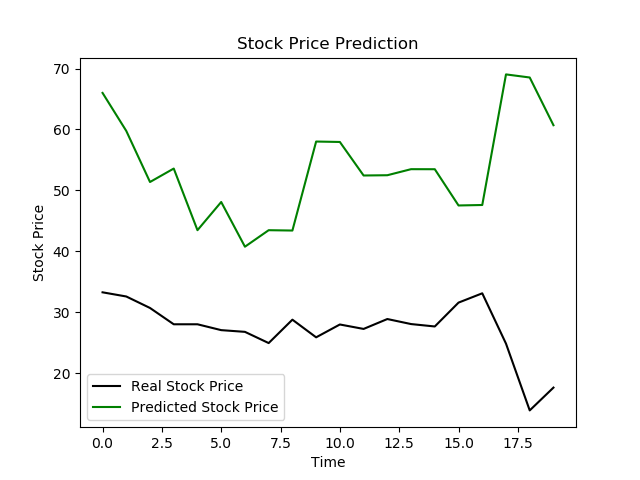 Stock Price Prediction
70
60
50
40
30
20
Stock Price
Real Stock Price
Predicted Stock Price
0.0 2.5 5.0 7.5 10.0 12.5 15.0 17.5
Time